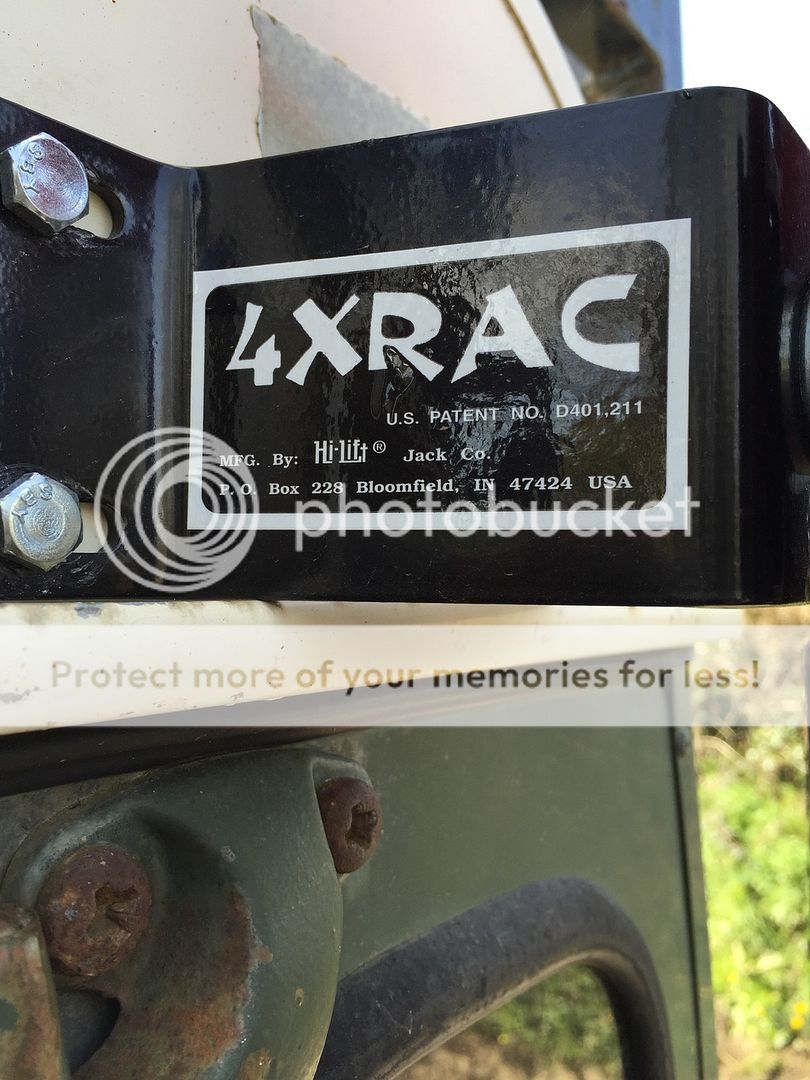 4XRAC
U.S. PATENT NO. D401,211
MFG. By: Hi-Lift® Jack Co.
P. O. Box 228 Bloomfield, IN 47424 USA
photobucket
Protect more of your memories for less!